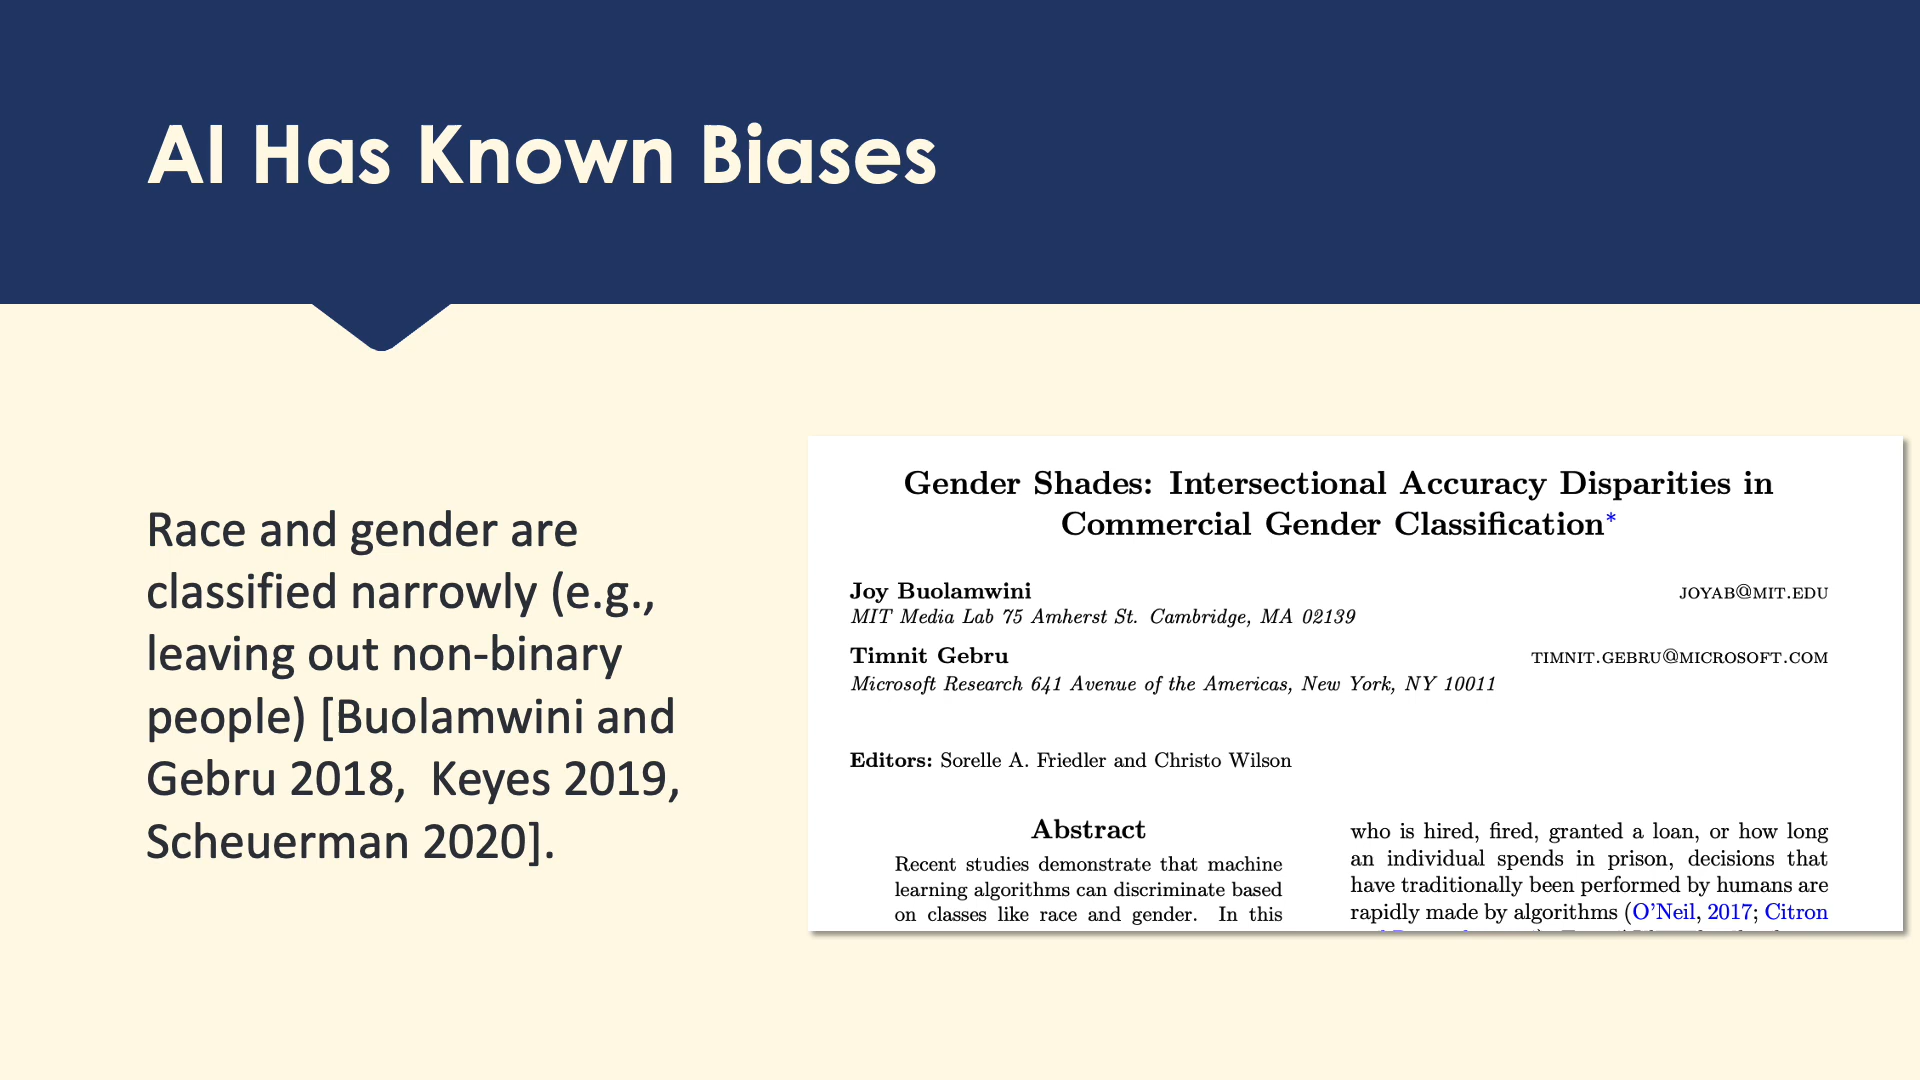 AI Has Known Biases
Race and gender are
classified narrowly (e.g.,
leaving out non-binary
people) [Buolamwini and
Gebru 2018,  Keyes 2019,
Scheuerman 2020].
Gender Shades: Intersectional Accuracy Disparities in
Commercial Gender Classification*
Joy Buolamwini JOYAB@MIT.EDU
MIT Media Lab 75 Amherst St. Cambridge, MA 02139
Timnit Gebru TIMNIT.GEBRU@MICROSOFT.COM
Microsoft Research 641 Avenue of the Americas, New York, NY 10011
Editors: Sorelle A. Friedler and Christo Wilson
Abstract
Recent studies demonstrate that machine
learning algorithms can discriminate based
on classes like race and gender. In this
who is hired, fired, granted a loan, or how long
an individual spends in prison, decisions that
have traditionally been performed by humans are
rapidly made by algorithms (O'Neil, 2017; Citron